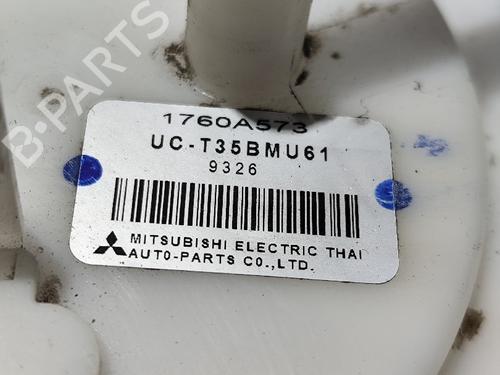 B-PARTS
1760A573
UC-T35BMU61
9326
MITSUBISHI ELECTRIC THAI
AUTO-PARTS CO.,LTD.